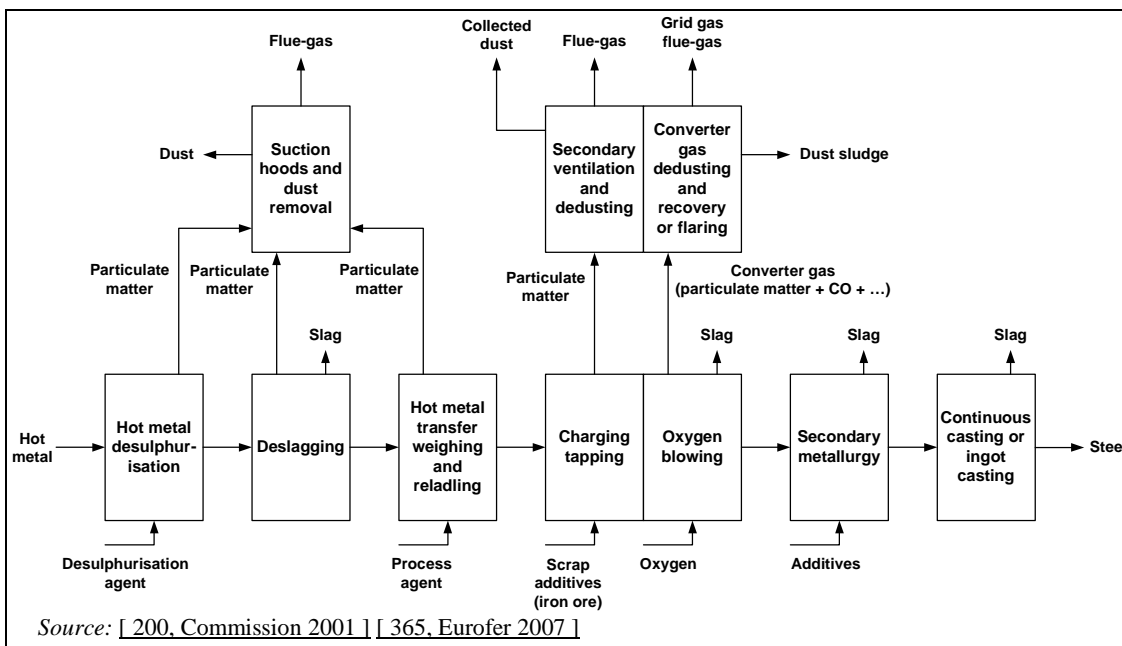 Collected
dust
Flue-gas
Flue-gas
Grid gas
flue-gas
Dust
Suction
hoods and
dust
removal
Secondary
ventilation
and
dedusting
Converter
gas
dedusting
and
recovery
or flaring
Dust sludge
Particulate
matter
Particulate
matter
Particulate
matter
Particulate
matter
Converter gas
(particulate matter + CO + …)
Slag
Slag
Slag
Slag
Hot
metal
Hot metal
desulphur-
isation
Deslagging
Hot metal
transfer
weighing
and
reladling
Charging
tapping
Oxygen
blowing
Secondary
metallurgy
Continuous
casting or
ingot
casting
Stee
Desulphurisation
agent
Process
agent
Scrap
additives
(iron ore)
Oxygen
Additives
Source: [ 200, Commission 2001 ] [ 365, Eurofer 2007 ]